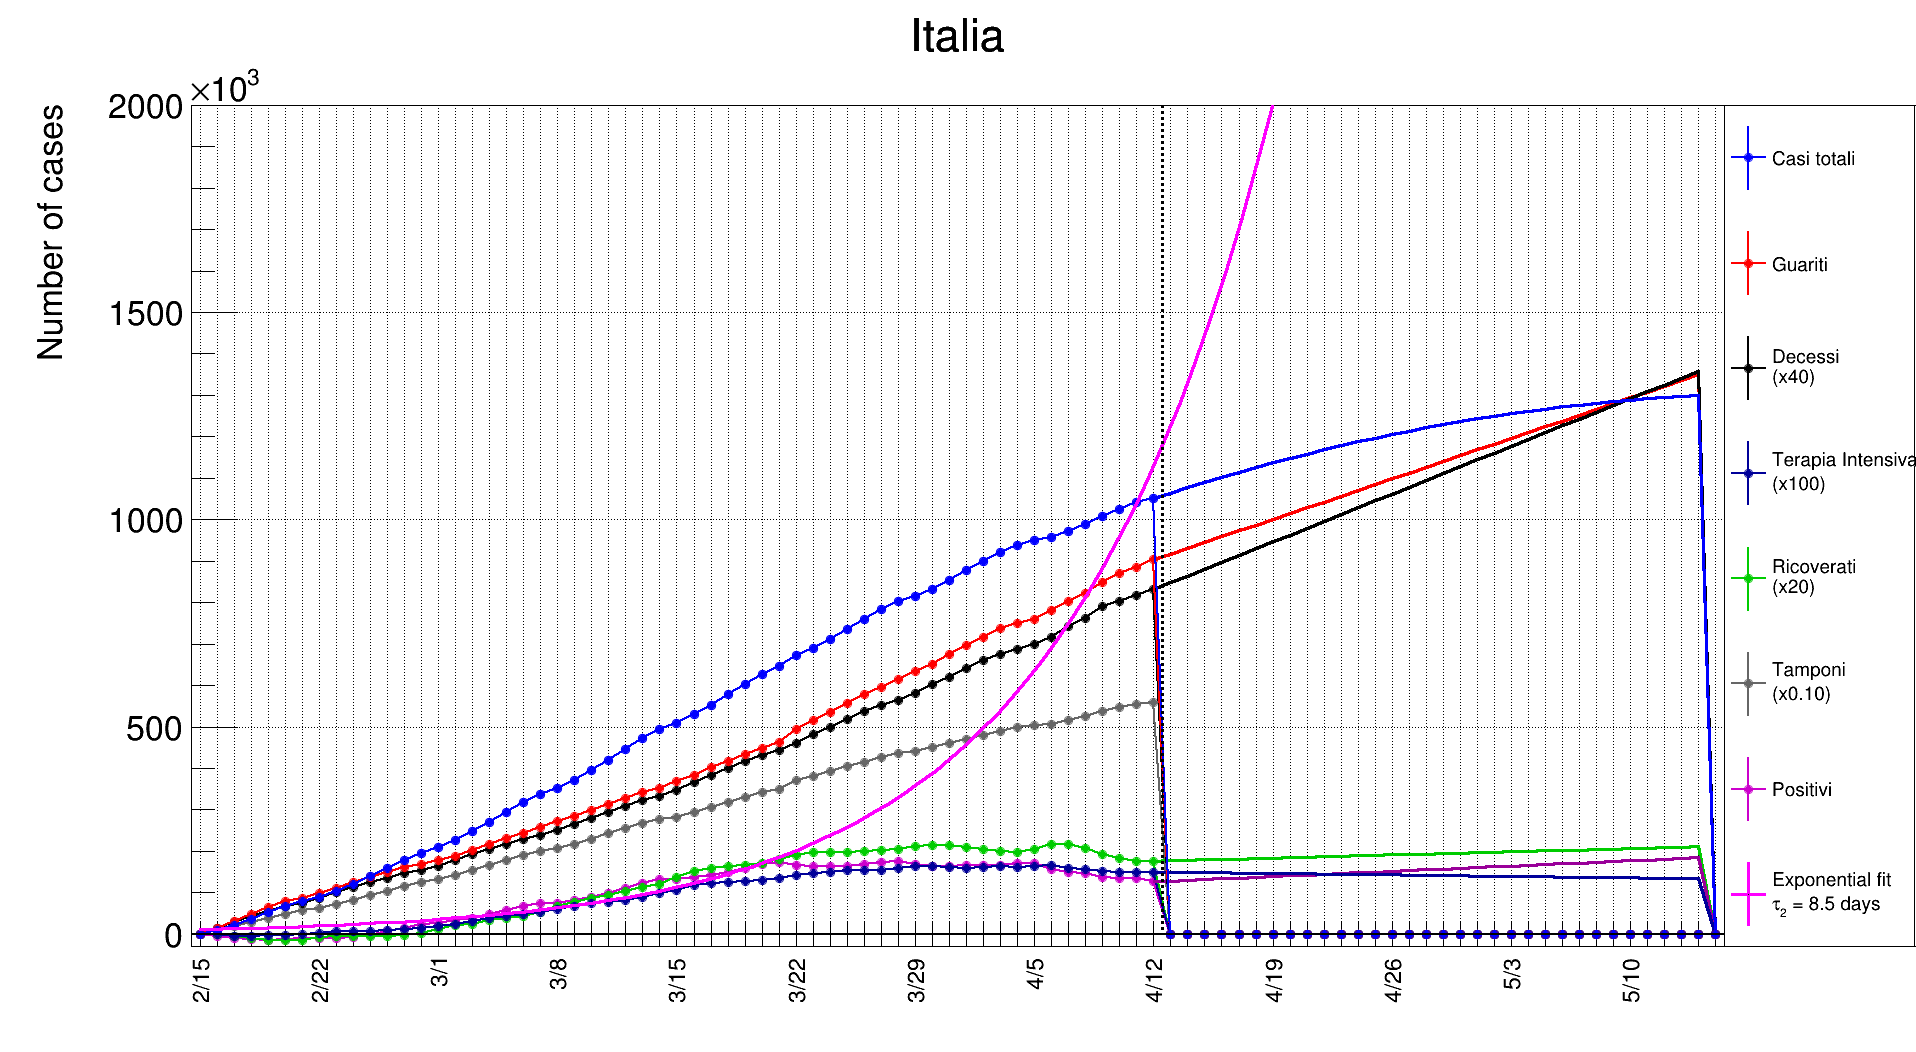 Italia
×10³
Number of cases
2000
1500
1000
500
0
2/15
2/22
3/1
3/8
3/15
3/22
3/29
4/5
4/12
4/19
4/26
5/3
5/10
Casi totali
Guariti
Decessi
(x40)
Terapia Intensiva
(x100)
Ricoverati
(x20)
Tamponi
(x0.10)
Positivi
Exponential fit
τ₂ = 8.5 days